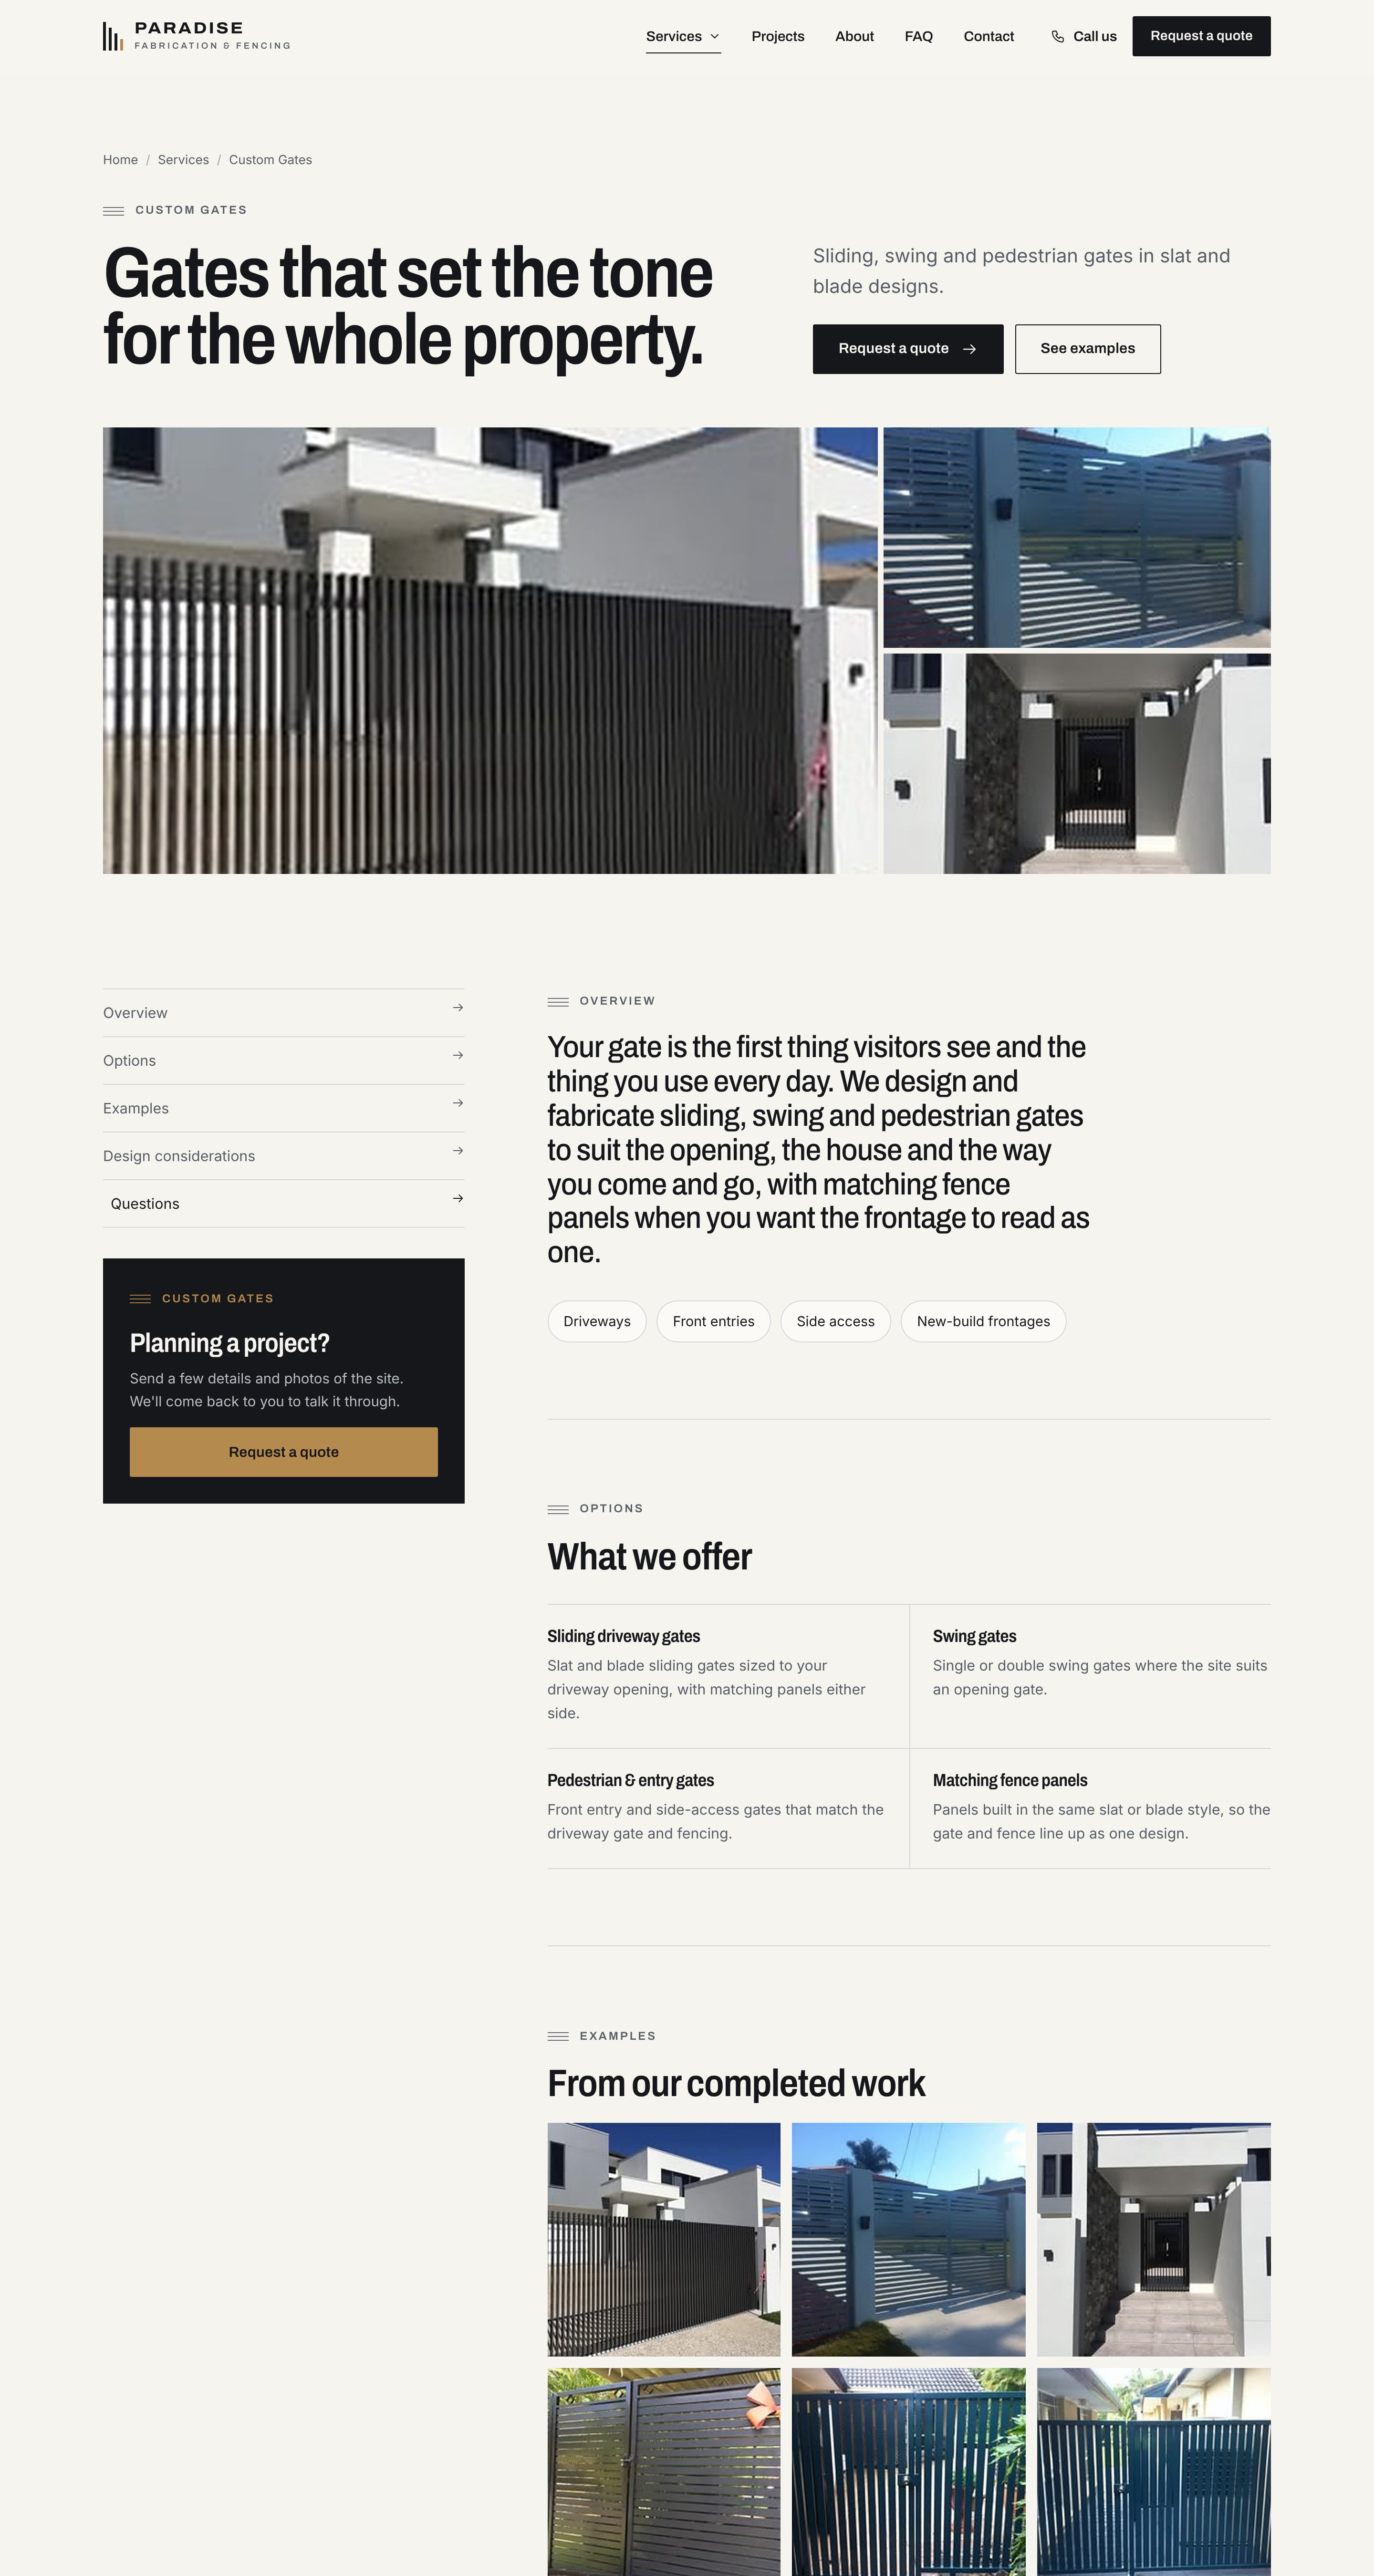 PARADISE
FABRICATION & FENCING
Services
Projects
About
FAQ
Contact
Call us
Request a quote
Home / Services / Custom Gates
CUSTOM GATES
Gates that set the tone
for the whole property.
Sliding, swing and pedestrian gates in slat and
blade designs.
Request a quote
See examples
Overview
Options
Examples
Design considerations
Questions
CUSTOM GATES
Planning a project?
Send a few details and photos of the site.
We'll come back to you to talk it through.
Request a quote
OVERVIEW
Your gate is the first thing visitors see and the
thing you use every day. We design and
fabricate sliding, swing and pedestrian gates
to suit the opening, the house and the way
you come and go, with matching fence
panels when you want the frontage to read as
one.
Driveways
Front entries
Side access
New-build frontages
OPTIONS
What we offer
Sliding driveway gates
Slat and blade sliding gates sized to your
driveway opening, with matching panels either
side.
Swing gates
Single or double swing gates where the site suits
an opening gate.
Pedestrian & entry gates
Front entry and side-access gates that match the
driveway gate and fencing.
Matching fence panels
Panels built in the same slat or blade style, so the
gate and fence line up as one design.
EXAMPLES
From our completed work